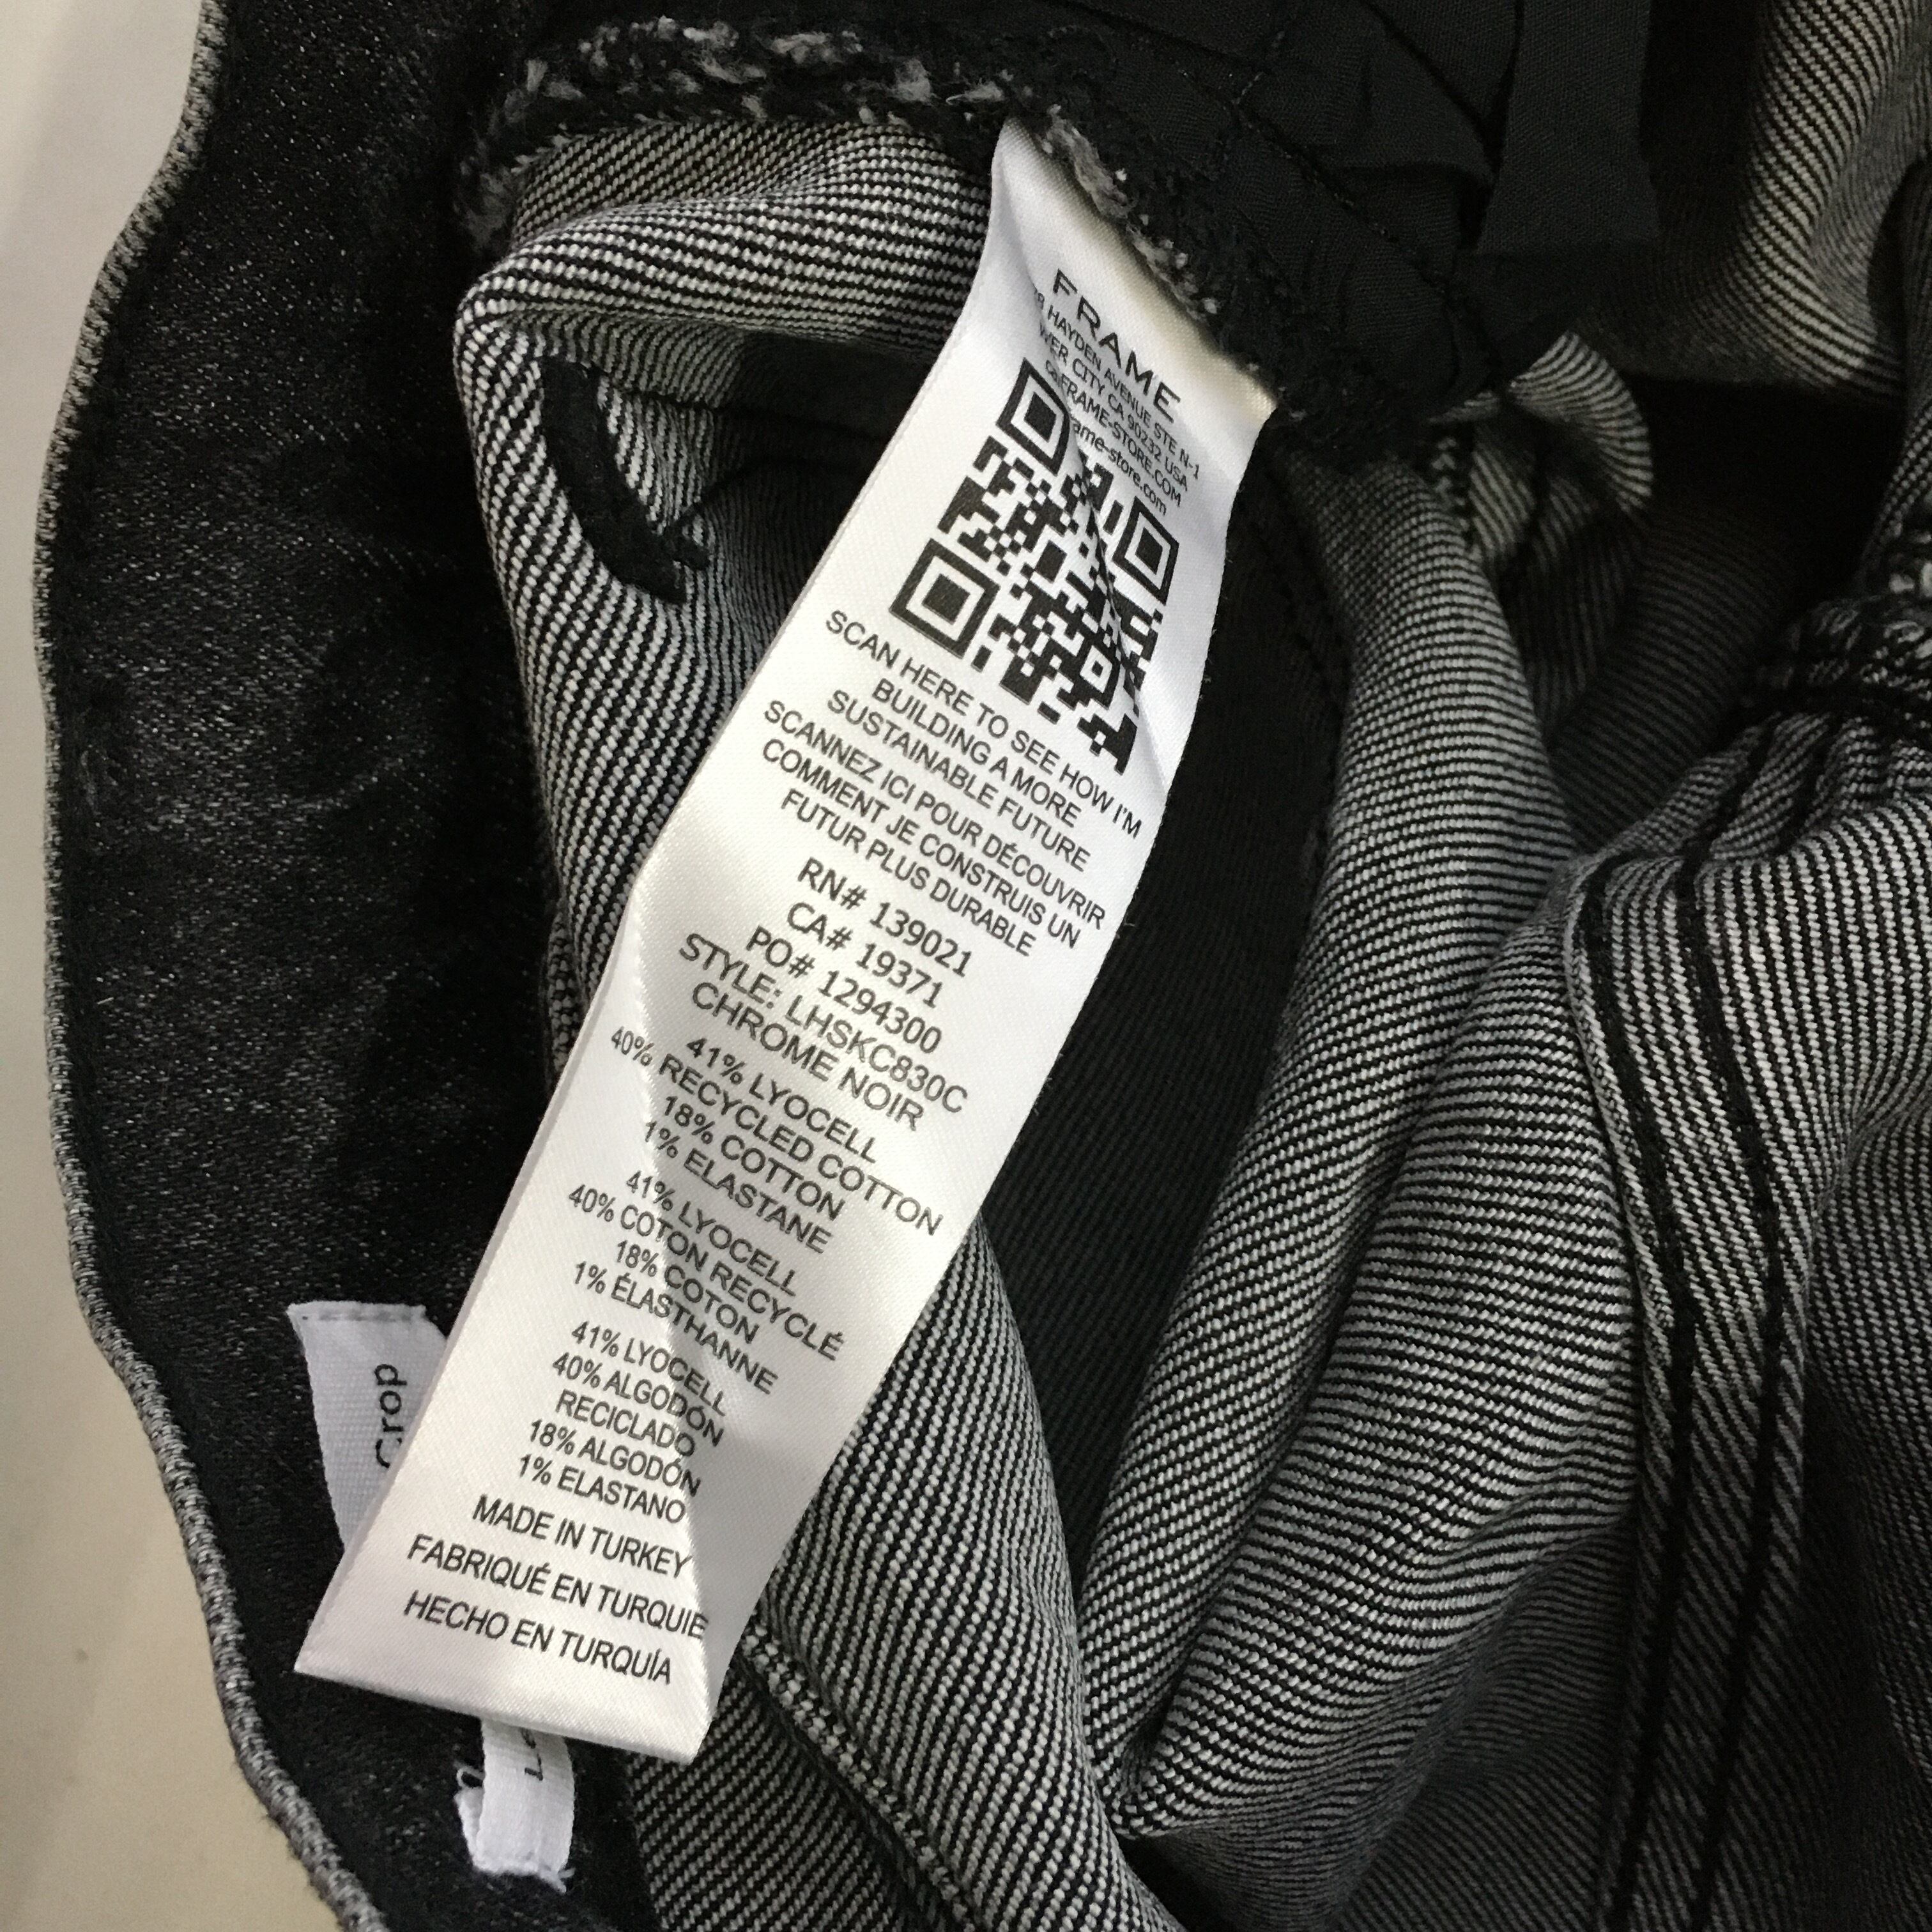 FRAME
HAYDEN AVENUE STE N-1
CITY CA 90232 USA
FRAME-STORE.COM
SCAN HERE TO SEE HOW I'M
BUILDING A MORE
SUSTAINABLE FUTURE
SCANNEZ ICI POUR DÉCOUVRIR
COMMENT JE CONSTRUIS UN
FUTUR PLUS DURABLE
RN# 139021
CA# 19371
PO# 1294300
STYLE: LHSKC830C
CHROME NOIR
41% LYOCELL
40% RECYCLED COTTON
18% COTTON
1% ELASTANE
41% LYOCELL
40% COTON RECYCLÉ
18% COTON
1% ÉLASTHANNE
41% LYOCELL
40% ALGODÓN
RECICLADO
18% ALGODÓN
1% ELASTANO
MADE IN TURKEY
FABRIQUÉ EN TURQUIE
HECHO EN TURQUÍA
Crop